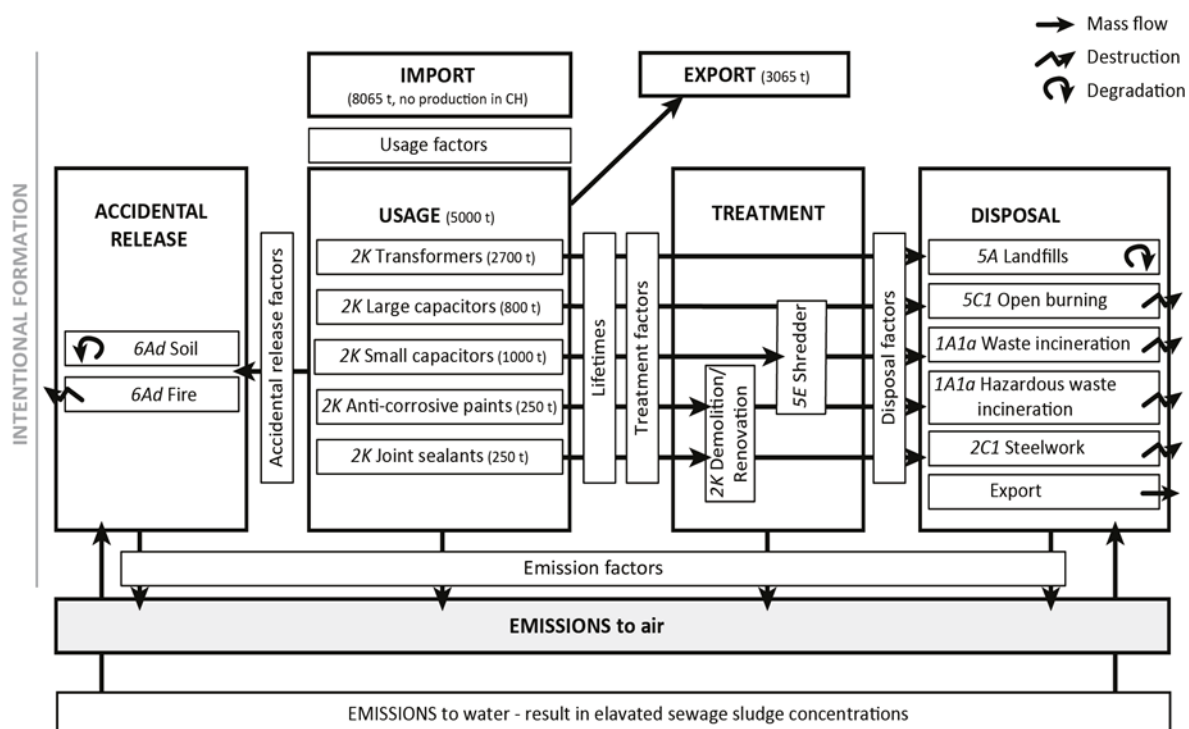 Mass flow
Destruction
Degradation
INTENTIONAL FORMATION
IMPORT
(8065 t, no production in CH)
EXPORT (3065 t)
Usage factors
ACCIDENTAL
RELEASE
6Ad Soil
6Ad Fire
Accidental release factors
USAGE (5000 t)
2K Transformers (2700 t)
2K Large capacitors (800 t)
2K Small capacitors (1000 t)
2K Anti-corrosive paints (250 t)
2K Joint sealants (250 t)
Lifetimes
Treatment factors
TREATMENT
5E Shredder
2K Demolition/
Renovation
Disposal factors
DISPOSAL
5A Landfills
5C1 Open burning
1A1a Waste incineration
1A1a Hazardous waste
incineration
2C1 Steelwork
Export
Emission factors
EMISSIONS to air
EMISSIONS to water - result in elavated sewage sludge concentrations